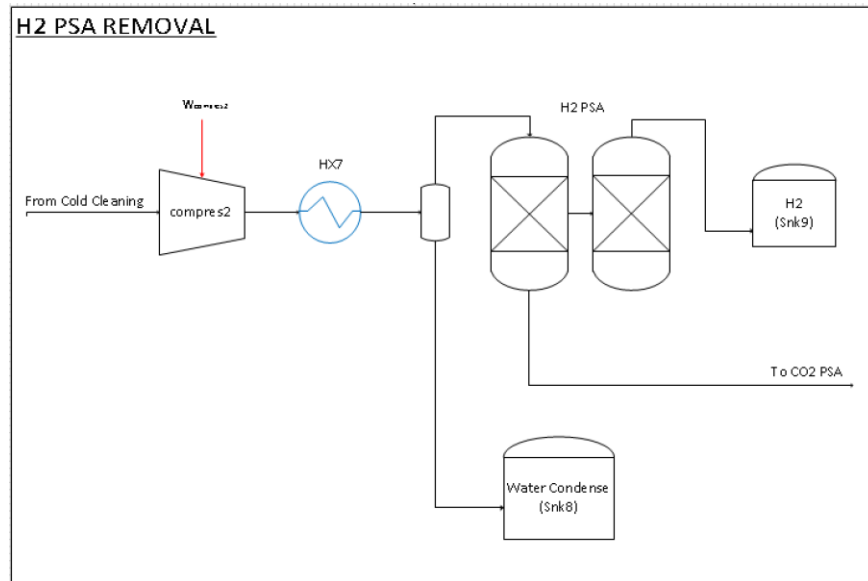 H2 PSA REMOVAL
H2 PSA
HX7
From Cold Cleaning
compres2
H2
(Snk9)
To CO2 PSA
Water Condense
(Snk8)